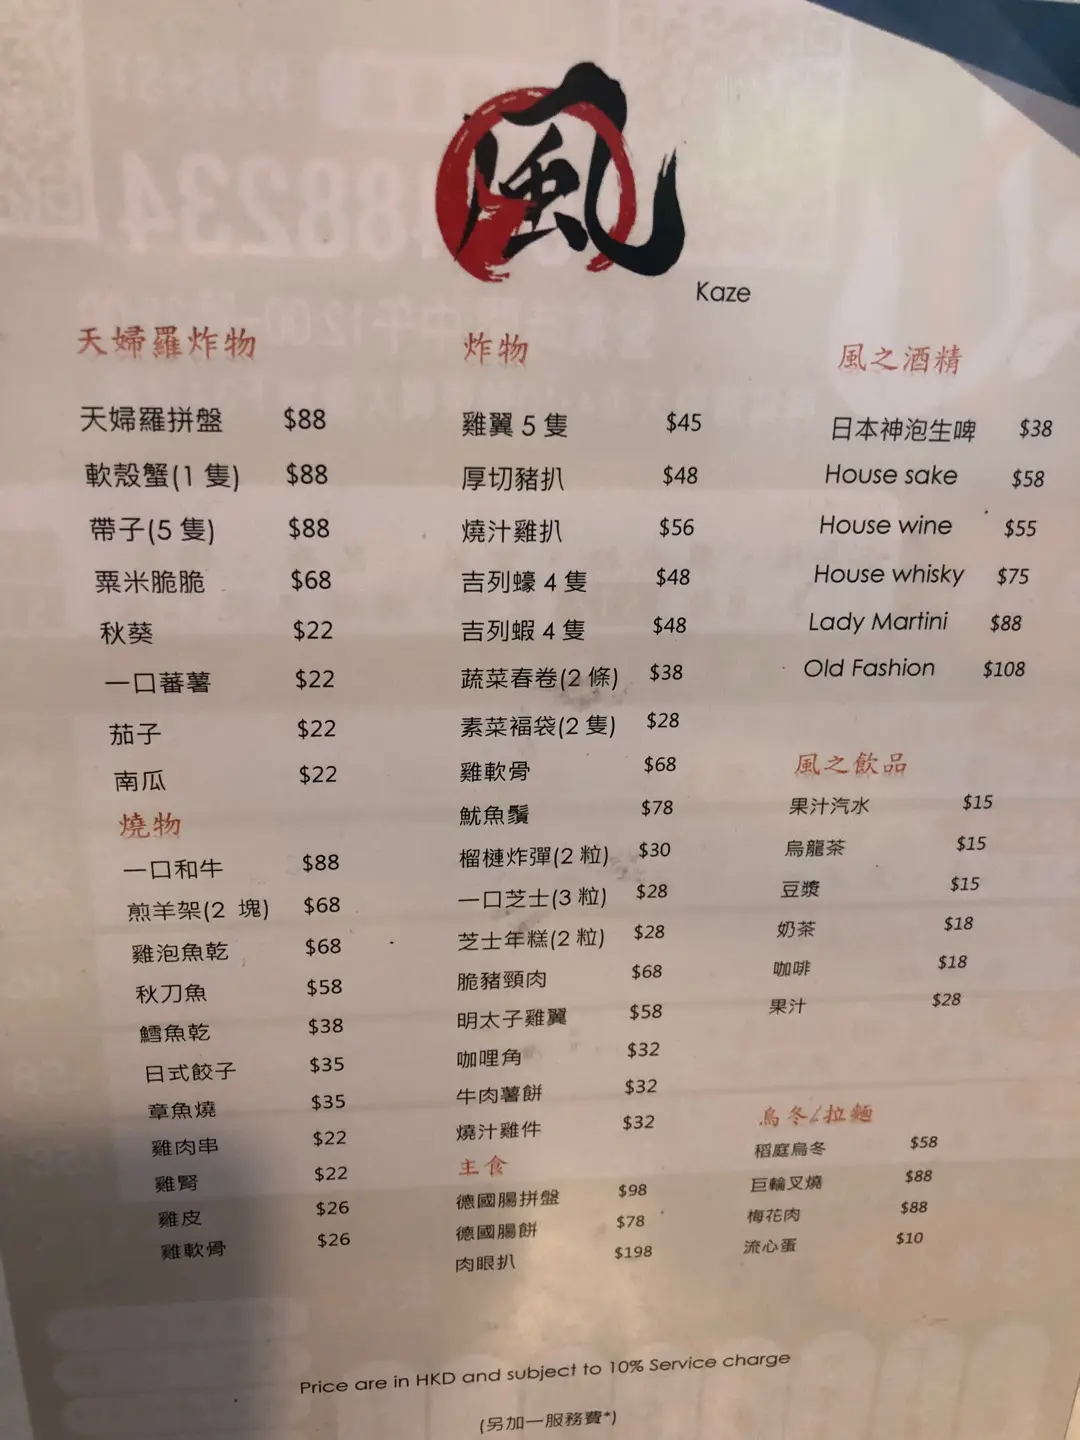 風
Kaze
天婦羅炸物
天婦羅拼盤 $88
軟殼蟹(1 隻) $88
帶子(5 隻) $88
粟米脆脆 $68
秋葵 $22
一口蕃薯 $22
茄子 $22
南瓜 $22
燒物
一口和牛 $88
煎羊架(2 塊) $68
雞泡魚乾 $68
秋刀魚 $58
鱈魚乾 $38
日式餃子 $35
章魚燒 $35
雞肉串 $22
雞腎 $22
雞皮 $26
雞軟骨 $26
炸物
雞翼 5 隻 $45
厚切豬扒 $48
燒汁雞扒 $56
吉列蠔 4 隻 $48
吉列蝦 4 隻 $48
蔬菜春卷(2 條) $38
素菜福袋(2 隻) $28
雞軟骨 $68
魷魚鬚 $78
榴槤炸彈(2 粒) $30
一口芝士(3 粒) $28
芝士年糕(2 粒) $28
脆豬頸肉 $68
明太子雞翼 $58
咖哩角 $32
牛肉薯餅 $32
燒汁雞件 $32
主食
德國腸拼盤 $98
德國腸餅 $78
肉眼扒 $198
風之酒精
日本神泡生啤 $38
House sake $58
House wine $55
House whisky $75
Lady Martini $88
Old Fashion $108
風之飲品
果汁汽水 $15
烏龍茶 $15
豆漿 $15
奶茶 $18
咖啡 $18
果汁 $28
烏冬/拉麵
稻庭烏冬 $58
巨輪叉燒 $88
梅花肉 $88
流心蛋 $10
Price are in HKD and subject to 10% Service charge
(另加一服務費*)